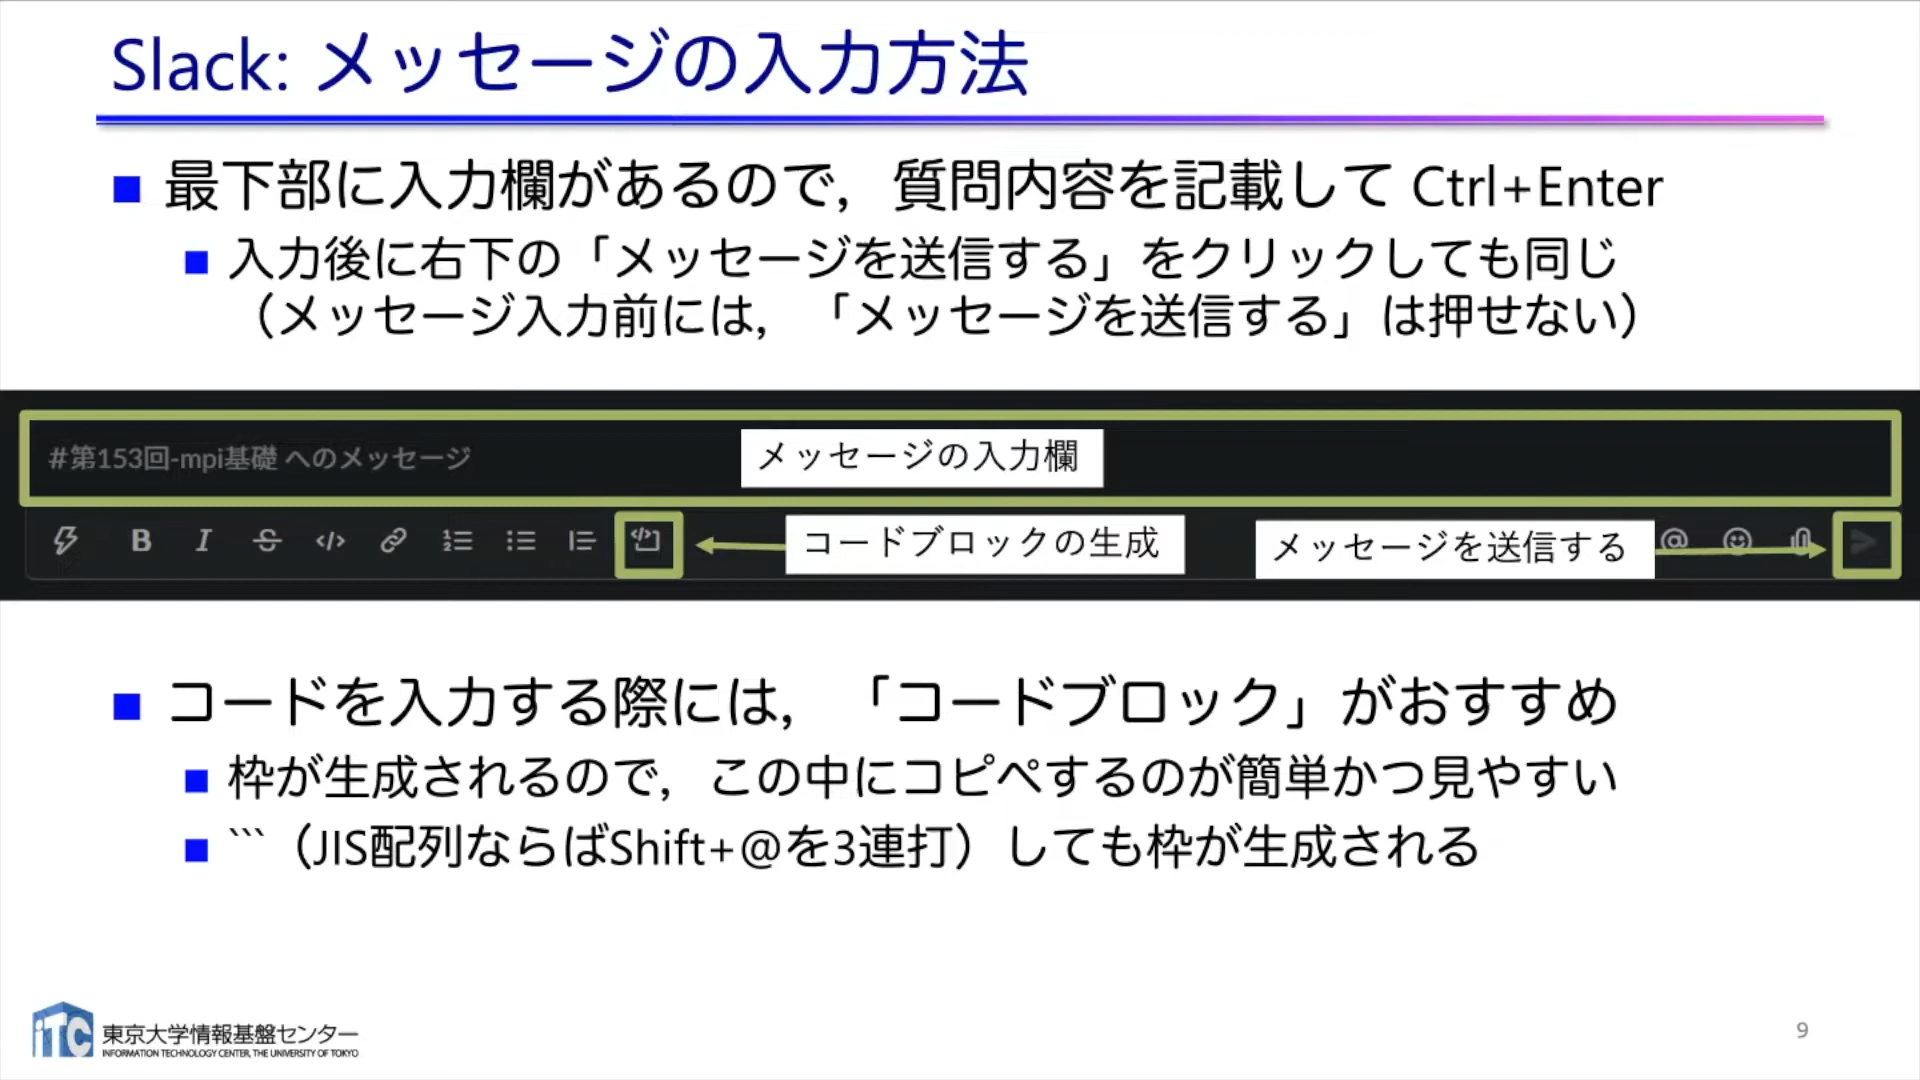 Slack: メッセージの入力方法
最下部に入力欄があるので，質問内容を記載して Ctrl+Enter
入力後に右下の「メッセージを送信する」をクリックしても同じ
（メッセージ入力前には，「メッセージを送信する」は押せない）
#第153回-mpi基礎 へのメッセージ
メッセージの入力欄
コードブロックの生成
メッセージを送信する
コードを入力する際には，「コードブロック」がおすすめ
枠が生成されるので，この中にコピペするのが簡単かつ見やすい
```（JIS配列ならばShift+@を3連打）しても枠が生成される
iTC 東京大学情報基盤センター
INFORMATION TECHNOLOGY CENTER, THE UNIVERSITY OF TOKYO
9